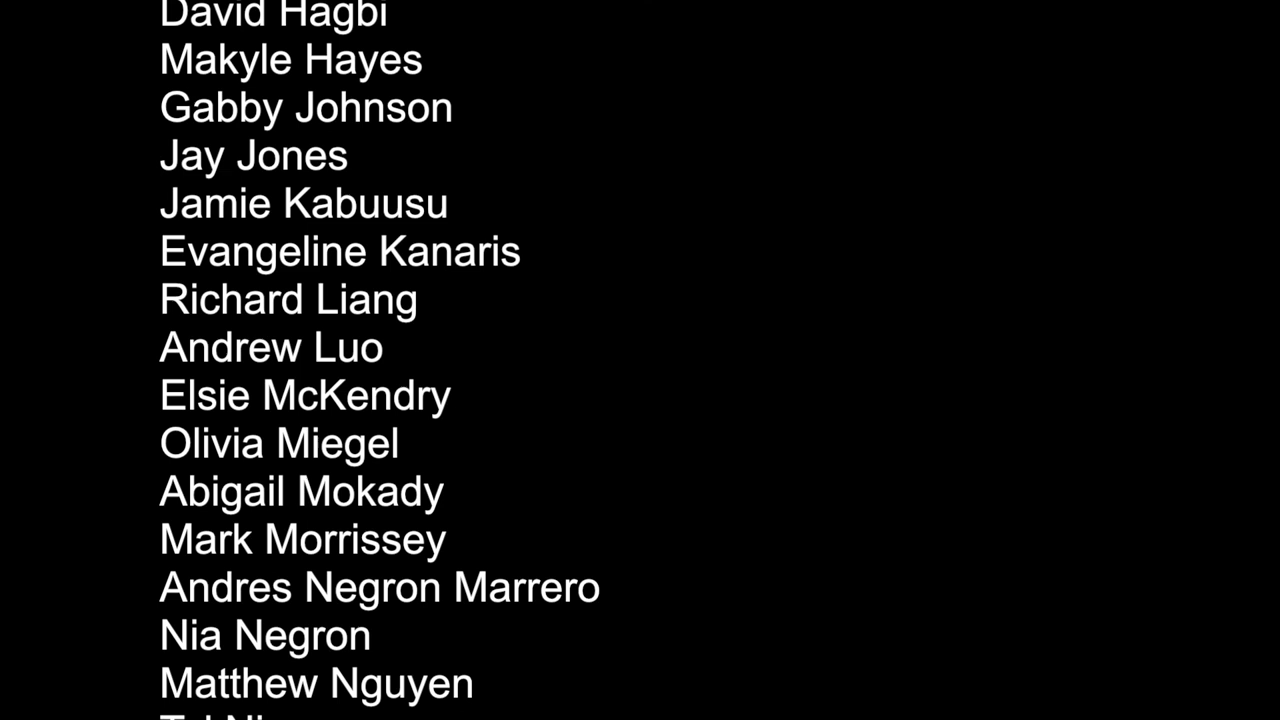 David Hagbi
Makyle Hayes
Gabby Johnson
Jay Jones
Jamie Kabuusu
Evangeline Kanaris
Richard Liang
Andrew Luo
Elsie McKendry
Olivia Miegel
Abigail Mokady
Mark Morrissey
Andres Negron Marrero
Nia Negron
Matthew Nguyen